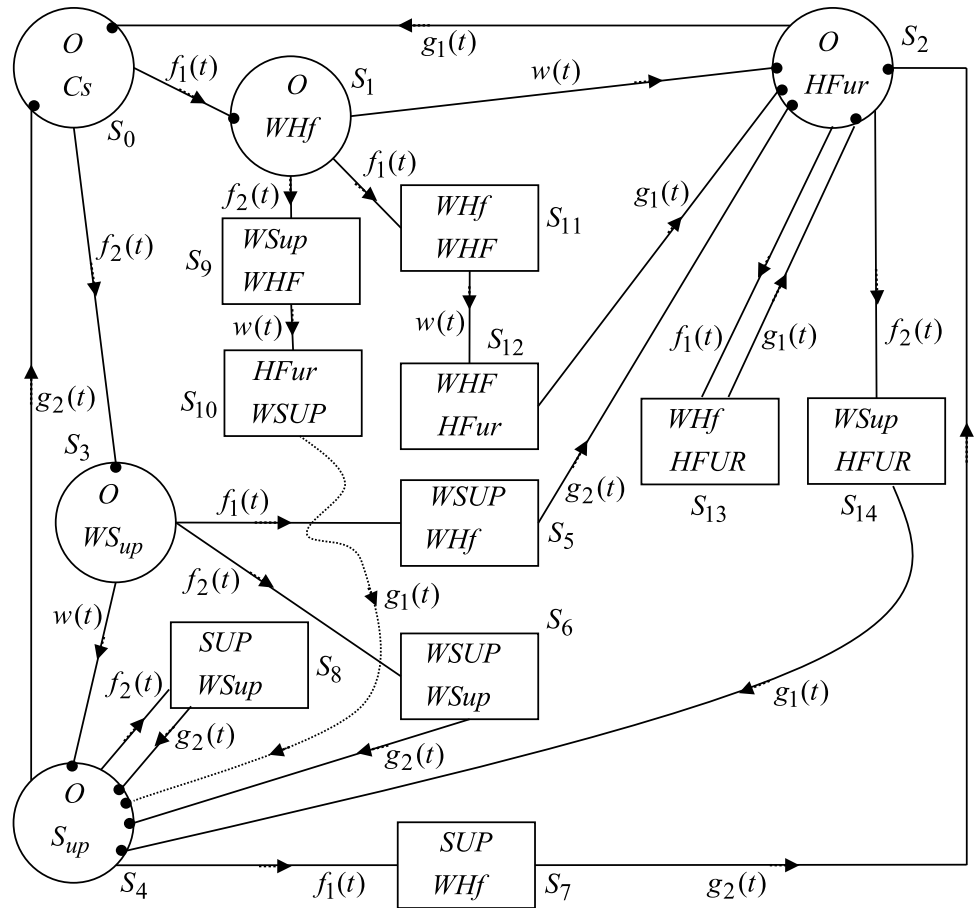 g₁(t)
O
Cs
S₀
f₁(t)
O
WHf
S₁
w(t)
O
HFur
S₂
f₂(t)
f₂(t)
f₁(t)
WSup
WHF
S₉
WHf
WHF
S₁₁
g₁(t)
w(t)
w(t)
S₁₂
HFur
WSUP
S₁₀
WHF
HFur
f₁(t)
g₁(t)
f₂(t)
g₂(t)
WHf
HFUR
S₁₃
WSup
HFUR
S₁₄
S₃
O
WSup
f₁(t)
WSUP
WHf
S₅
g₂(t)
f₂(t)
g₁(t)
w(t)
SUP
WSup
S₈
f₂(t)
g₂(t)
WSUP
WSup
S₆
g₂(t)
g₁(t)
O
Sup
S₄
f₁(t)
SUP
WHf
S₇
g₂(t)